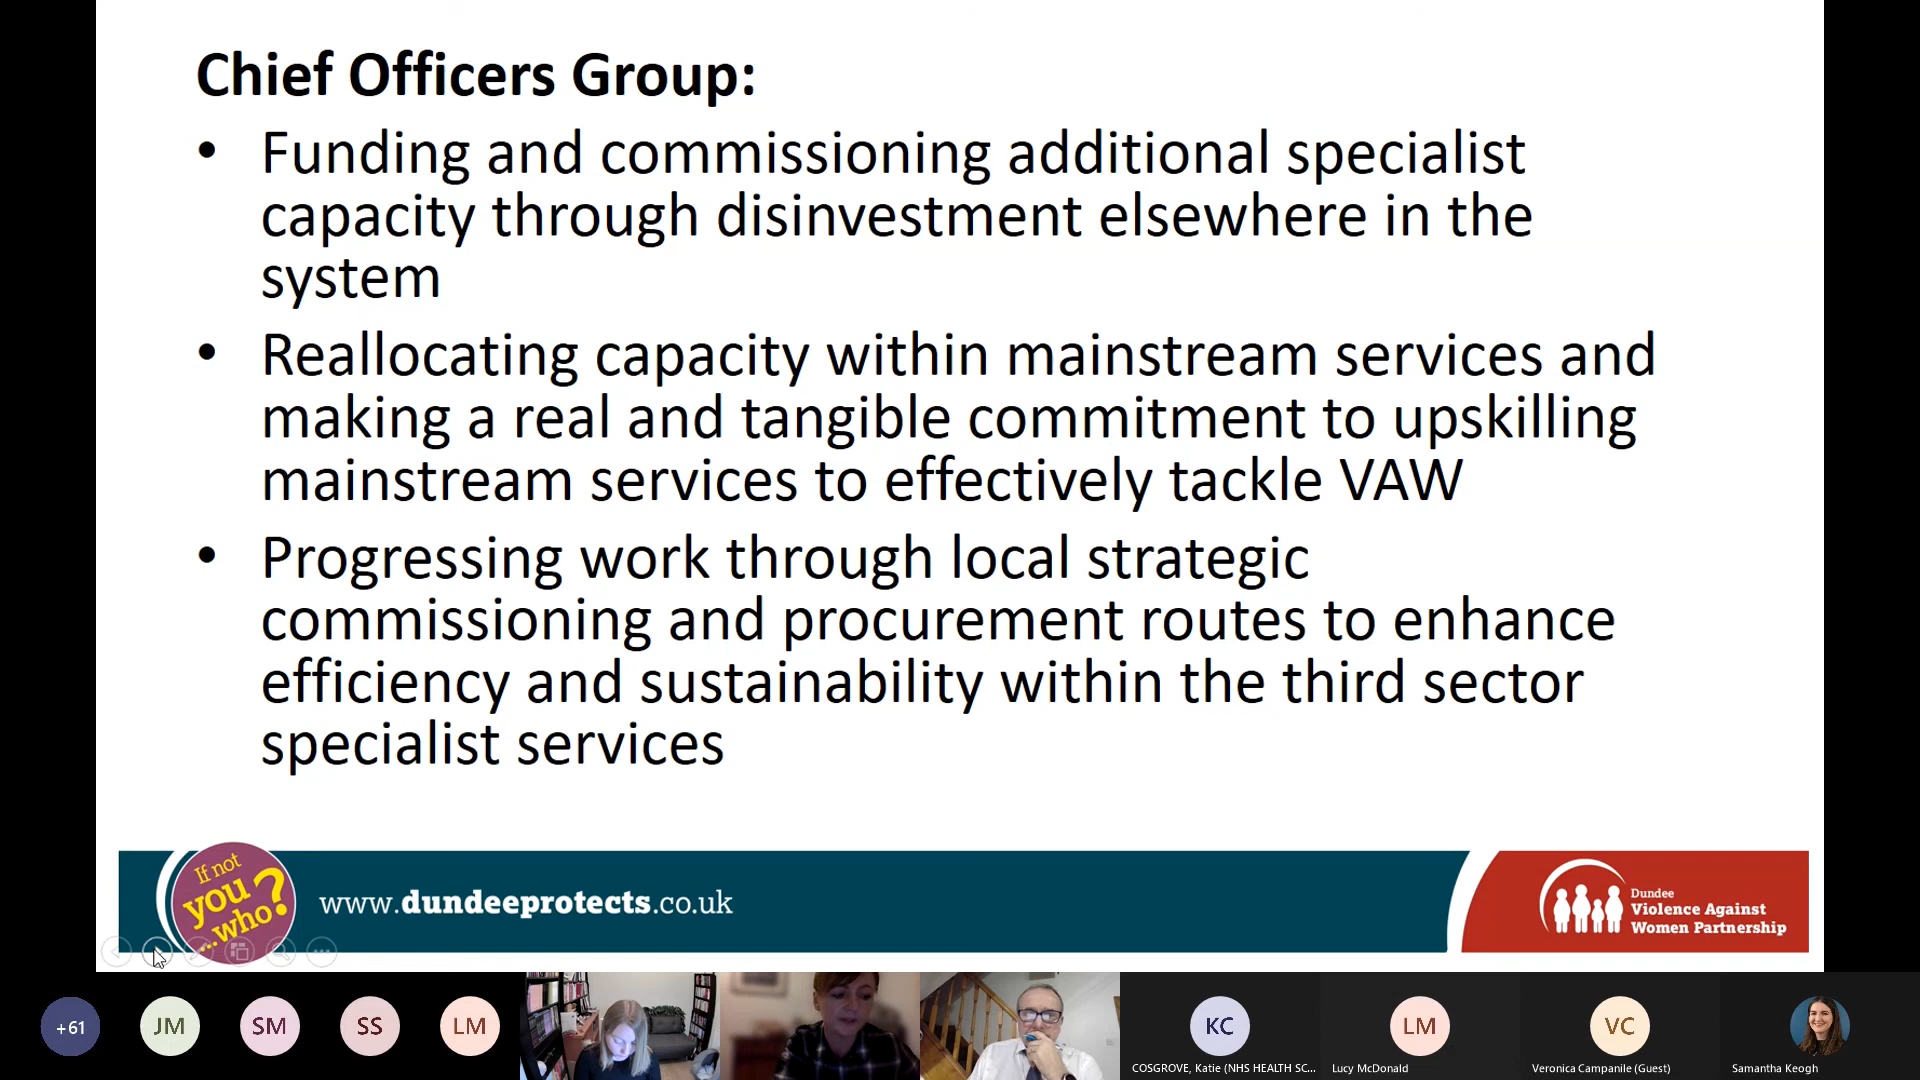 Chief Officers Group:
• Funding and commissioning additional specialist
capacity through disinvestment elsewhere in the
system
• Reallocating capacity within mainstream services and
making a real and tangible commitment to upskilling
mainstream services to effectively tackle VAW
• Progressing work through local strategic
commissioning and procurement routes to enhance
efficiency and sustainability within the third sector
specialist services
If not
you
...who?
www.dundeeprotects.co.uk
Dundee
Violence Against
Women Partnership
+61
JM
SM
SS
LM
KC
COSGROVE, Katie (NHS HEALTH SC...
LM
Lucy McDonald
VC
Veronica Campanile (Guest)
Samantha Keogh